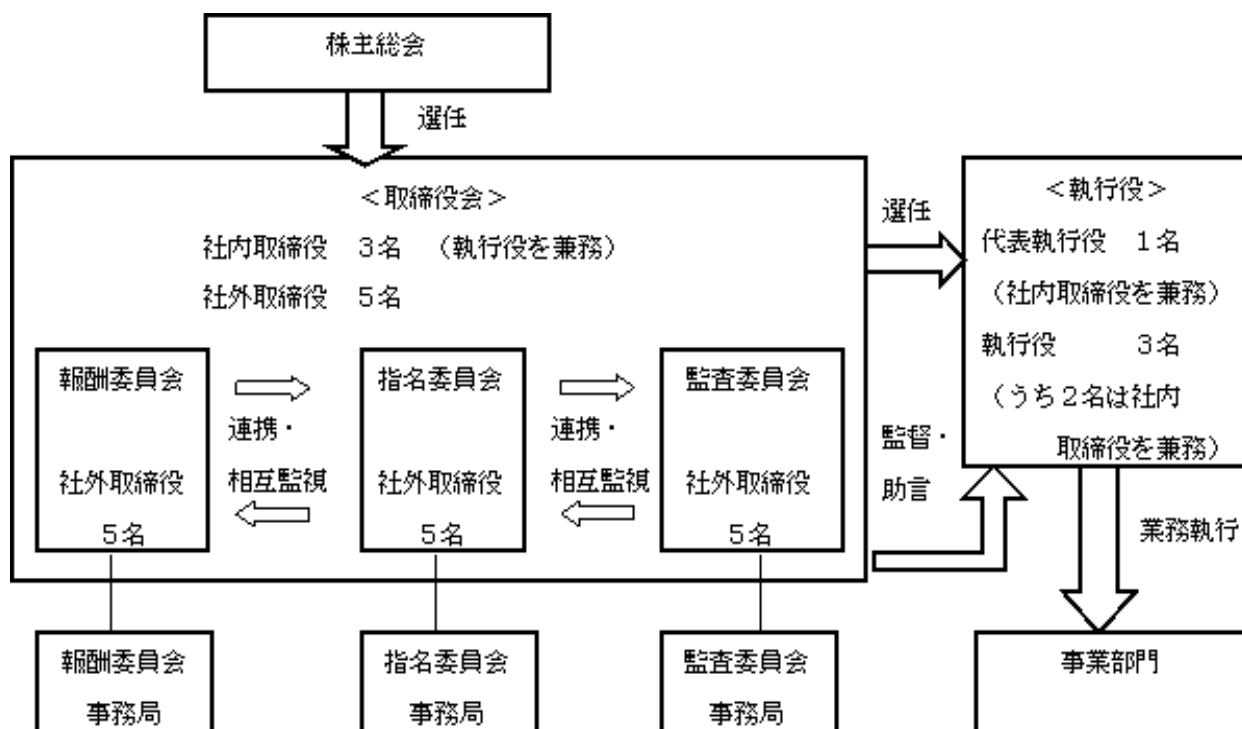 株主総会
選任
＜取締役会＞
社内取締役　３名　（執行役を兼務）
社外取締役　５名
報酬委員会
社外取締役
５名
連携・
相互監視
指名委員会
社外取締役
５名
連携・
相互監視
監査委員会
社外取締役
５名
選任
監督・
助言
＜執行役＞
代表執行役　１名
（社内取締役を兼務）
執行役　　　３名
（うち２名は社内
取締役を兼務）
業務執行
報酬委員会
事務局
指名委員会
事務局
監査委員会
事務局
事業部門